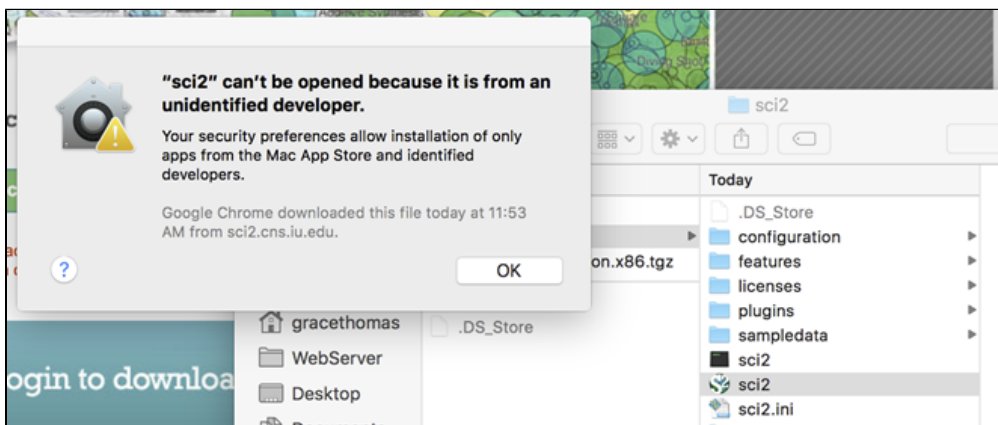 “sci2” can’t be opened because it is from an
unidentified developer.
Your security preferences allow installation of only
apps from the Mac App Store and identified
developers.
Google Chrome downloaded this file today at 11:53
AM from sci2.cns.iu.edu.
?
OK
sci2
Today
.DS_Store
configuration
on.x86.tgz
features
licenses
plugins
sampledata
sci2
sci2
sci2.ini
gracethomas
.DS_Store
WebServer
Desktop
ogin to downloa